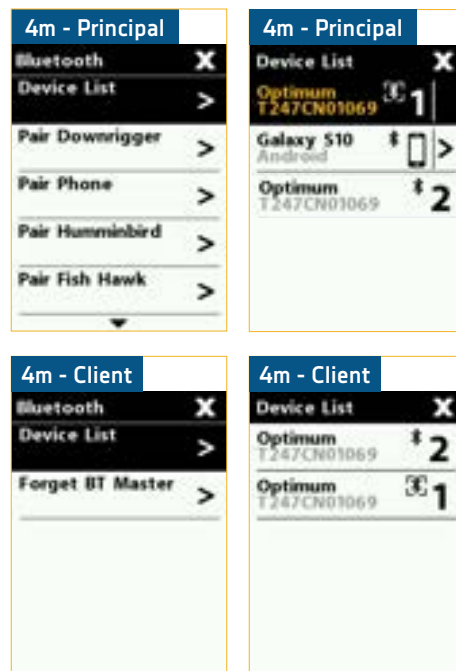 4m - Principal
Bluetooth X
Device List >
Pair Downrigger >
Pair Phone >
Pair Humminbird >
Pair Fish Hawk >
4m - Principal
Device List X
Optimum 1
T247CN01069
Galaxy S10 >
Android
Optimum 2
T247CN01069
4m - Client
Bluetooth X
Device List >
Forget BT Master >
4m - Client
Device List X
Optimum 2
T247CN01069
Optimum 1
T247CN01069